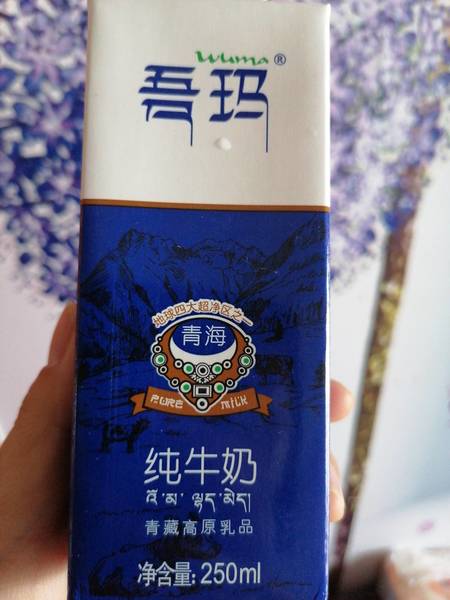 Wuma®
吾玛
地球四大超净区之一
青海
PURE MILK
纯牛奶
འོ་མ་ ལྷད་མེད།
青藏高原乳品
净含量:250ml